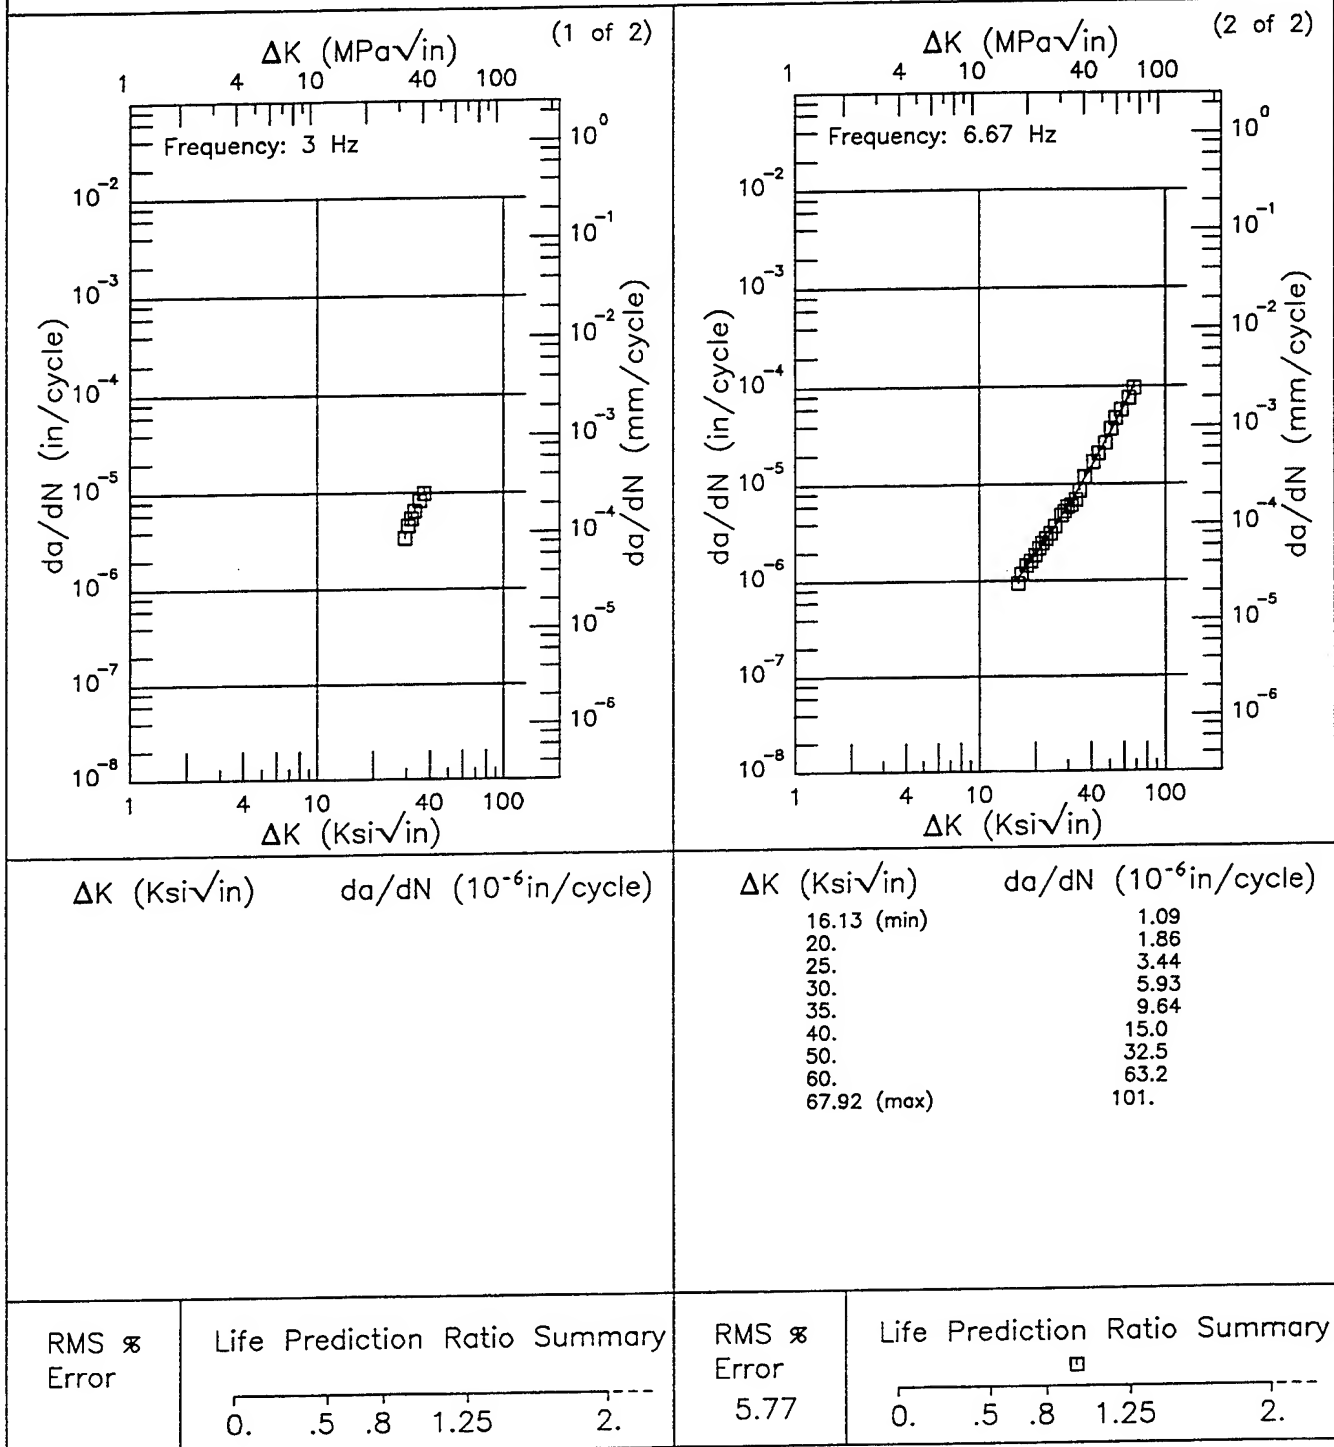 (1 of 2)
ΔK (MPa√in)
1 4 10 40 100
Frequency: 3 Hz
da/dN (in/cycle)
10⁻²
10⁻³
10⁻⁴
10⁻⁵
10⁻⁶
10⁻⁷
10⁻⁸
10⁰
10⁻¹
10⁻²
10⁻³
10⁻⁴
10⁻⁵
10⁻⁶
da/dN (mm/cycle)
1 4 10 40 100
ΔK (Ksi√in)
(2 of 2)
ΔK (MPa√in)
1 4 10 40 100
Frequency: 6.67 Hz
da/dN (in/cycle)
10⁻²
10⁻³
10⁻⁴
10⁻⁵
10⁻⁶
10⁻⁷
10⁻⁸
10⁰
10⁻¹
10⁻²
10⁻³
10⁻⁴
10⁻⁵
10⁻⁶
da/dN (mm/cycle)
1 4 10 40 100
ΔK (Ksi√in)
ΔK (Ksi√in) da/dN (10⁻⁶in/cycle)
ΔK (Ksi√in) da/dN (10⁻⁶in/cycle)
16.13 (min) 1.09
20. 1.86
25. 3.44
30. 5.93
35. 9.64
40. 15.0
50. 32.5
60. 63.2
67.92 (max) 101.
RMS %
Error
Life Prediction Ratio Summary
0. .5 .8 1.25 2.
RMS %
Error
5.77
Life Prediction Ratio Summary
0. .5 .8 1.25 2.